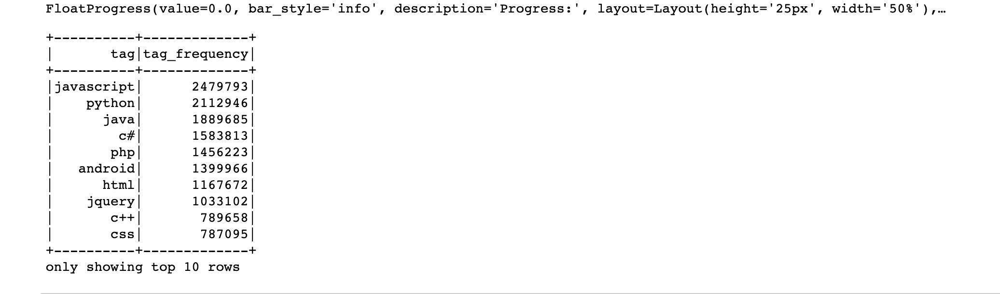 FloatProgress(value=0.0, bar_style='info', description='Progress:', layout=Layout(height='25px', width='50%'),…
+----------+-------------+
|       tag|tag_frequency|
+----------+-------------+
|javascript|      2479793|
|    python|      2112946|
|      java|      1889685|
|        c#|      1583813|
|       php|      1456223|
|   android|      1399966|
|      html|      1167672|
|    jquery|      1033102|
|       c++|       789658|
|       css|       787095|
+----------+-------------+
only showing top 10 rows